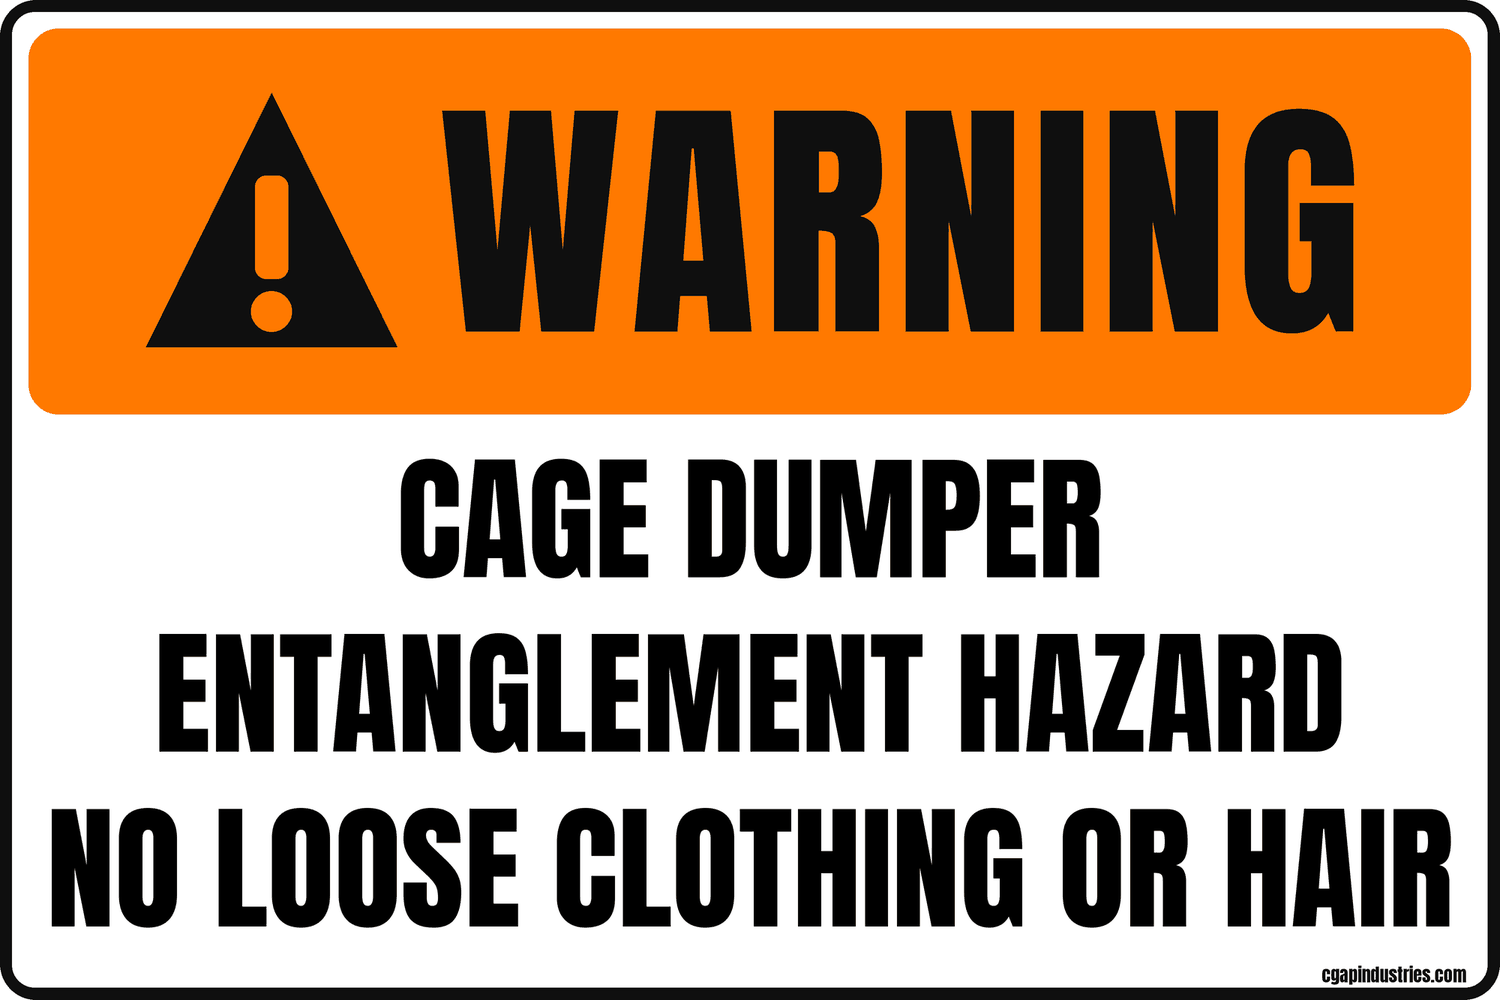 WARNING
CAGE DUMPER
ENTANGLEMENT HAZARD
NO LOOSE CLOTHING OR HAIR
cgapindustries.com